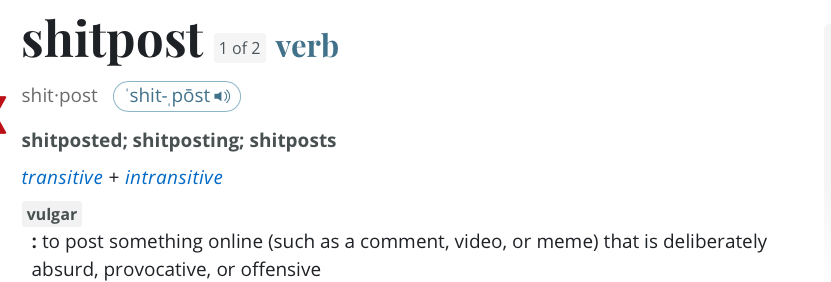 shitpost 1 of 2 verb
shit·post ˈshit-ˌpōst
shitposted; shitposting; shitposts
transitive + intransitive
vulgar
: to post something online (such as a comment, video, or meme) that is deliberately
absurd, provocative, or offensive